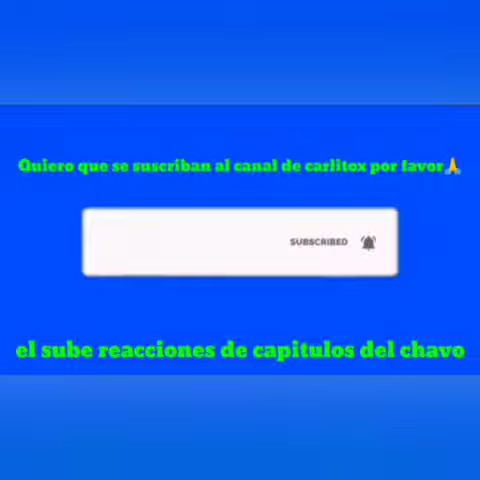 Quiero que se suscriban al canal de carlitox por favor🙏
SUBSCRIBED
el sube reacciones de capitulos del chavo